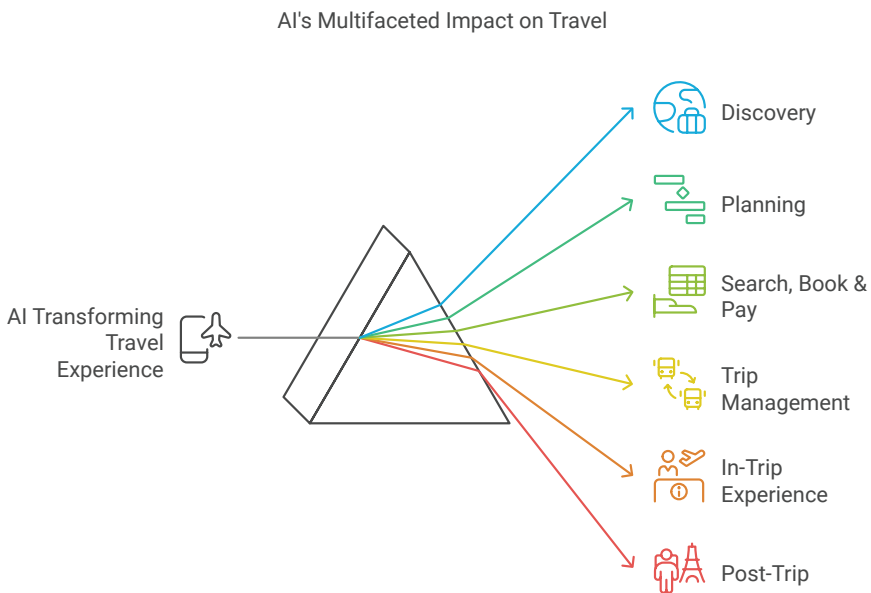 AI's Multifaceted Impact on Travel
AI Transforming
Travel
Experience
Discovery
Planning
Search, Book &
Pay
Trip
Management
In-Trip
Experience
Post-Trip